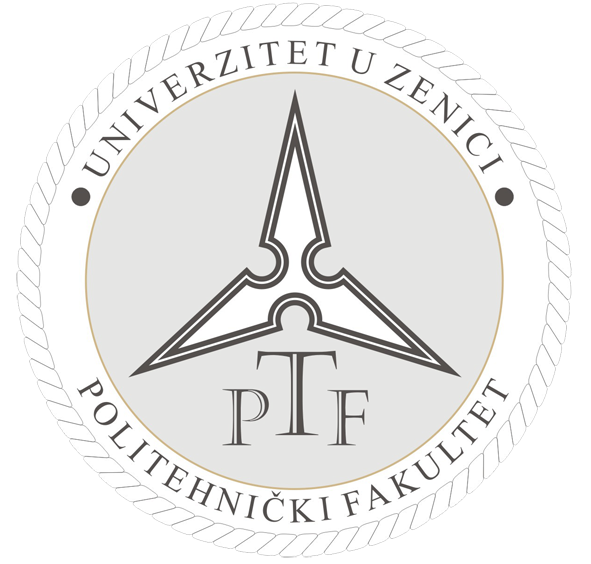 UNIVERZITET U ZENICI
PTF
POLITEHNIČKI FAKULTET